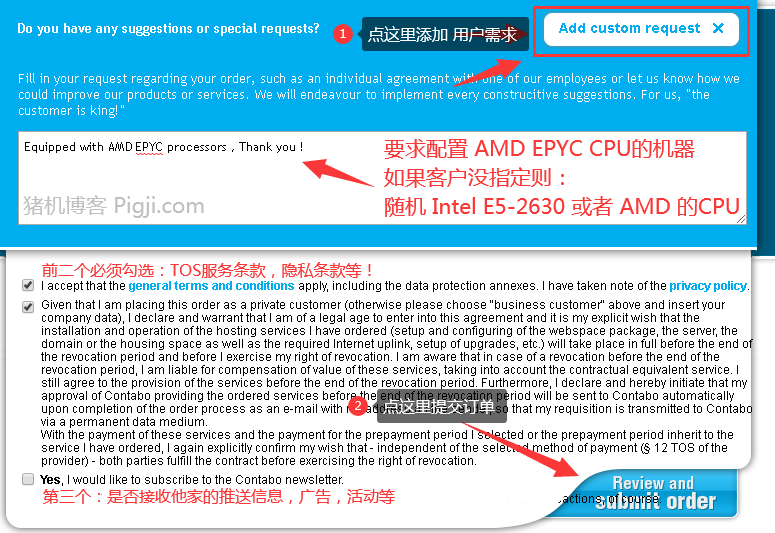 Do you have any suggestions or special requests?
1
点这里添加 用户需求
Add custom request ✕
Fill in your request regarding your order, such as an individual agreement with one of our employees or let us know how we
could improve our products or services. We will endeavour to implement every constructive suggestions. For us, "the
customer is king!"
Equipped with AMD EPYC processors , Thank you !
要求配置 AMD EPYC CPU的机器
如果客户没指定则：
随机 Intel E5-2630 或者 AMD 的CPU
猪机博客 Pigji.com
前二个必须勾选：TOS服务条款，隐私条款等！
I accept that the general terms and conditions apply, including the data protection annexes. I have taken note of the privacy policy.
Given that I am placing this order as a private customer (otherwise please choose "business customer" above and insert your
company data), I declare and warrant that I am of a legal age to enter into this agreement and it is my explicit wish that the
installation and operation of the hosting services I have ordered (setup and configuring of the webspace package, the server, the
domain or the housing space as well as the required Internet uplink, setup of upgrades, etc.) will take place in full before the end of
the revocation period and before I exercise my right of revocation. I am aware that in case of a revocation before the end of the
revocation period, I am liable for compensation of value of these services, taking into account the contractual equivalent service. I
still agree to the provision of the services before the end of the revocation period. Furthermore, I declare and hereby initiate that my
approval of Contabo providing the ordered services before the end of the revocation period will be sent to Contabo automatically
upon completion of the order process as an e-mail with so that my requisition is transmitted to Contabo
via a permanent data medium.
2
点这里提交订单
With the payment of these services and the payment for the prepayment period I selected or the prepayment period inherit to the
service I have ordered, I again explicitly confirm my wish that - independent of the selected method of payment (§ 12 TOS of the
provider) - both parties fulfill the contract before exercising the right of revocation.
Yes, I would like to subscribe to the Contabo newsletter.
第三个：是否接收他家的推送信息，广告，活动等
Review and
submit order